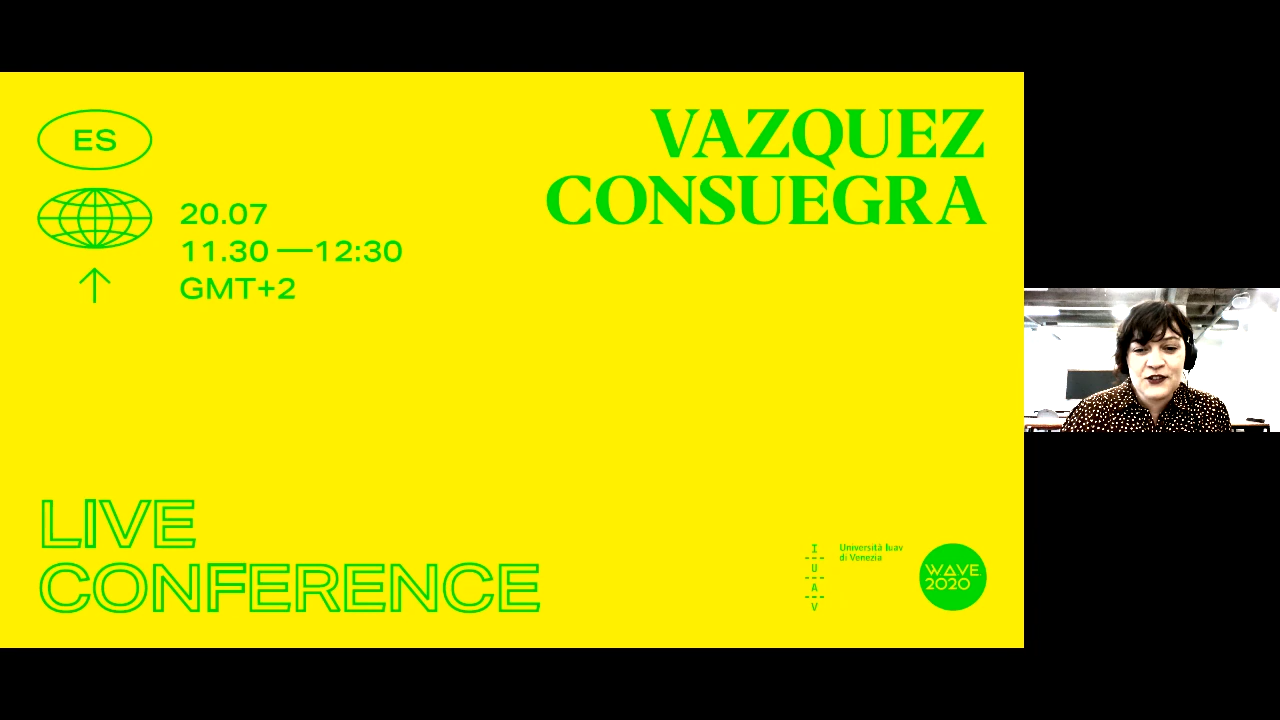 ES
20.07
11.30 —12:30
GMT+2
VAZQUEZ
CONSUEGRA
LIVE
CONFERENCE
I
U
A
V
Università Iuav
di Venezia
WAVE.
2020